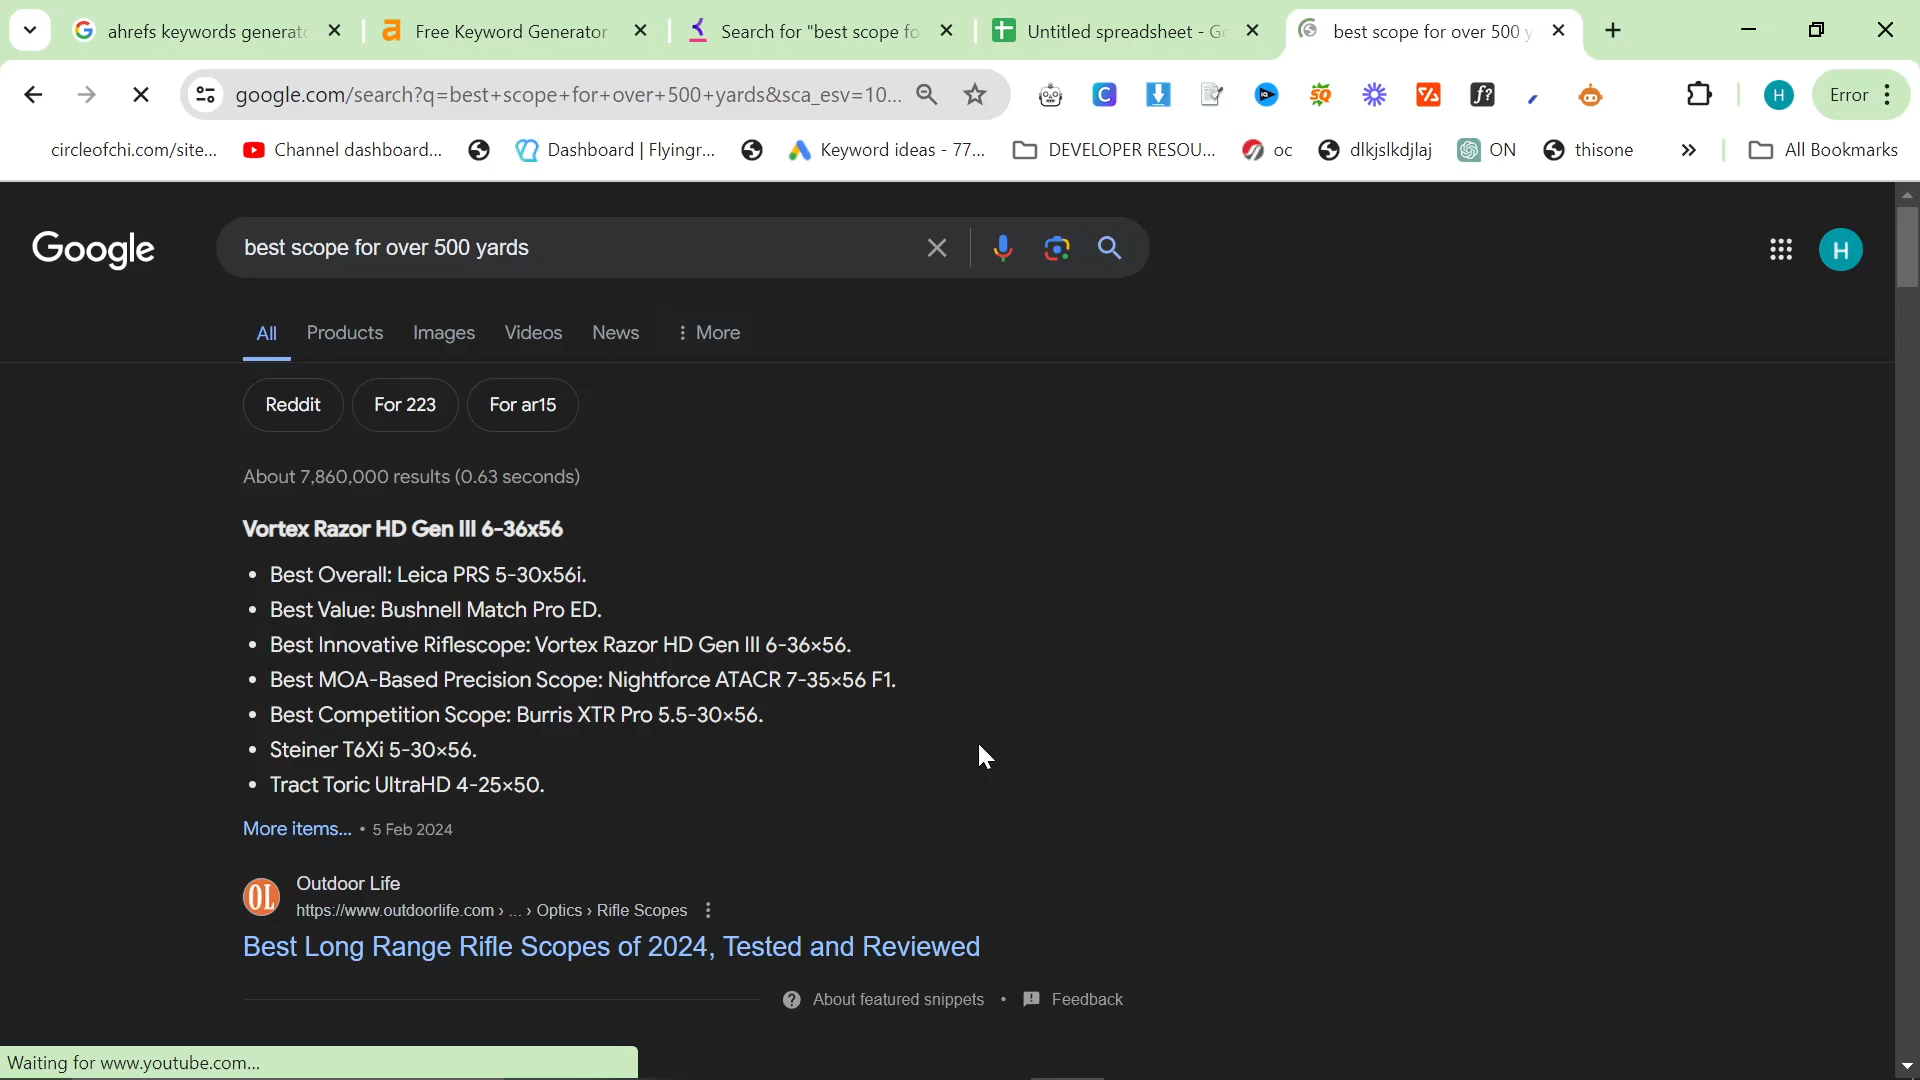 ahrefs keywords generat
Free Keyword Generator
Search for "best scope fo
Untitled spreadsheet - G
best scope for over 500 y
google.com/search?q=best+scope+for+over+500+yards&sca_esv=10...
Error
H
circleofchi.com/site...
Channel dashboard...
Dashboard | Flyingr...
Keyword ideas - 77...
DEVELOPER RESOU...
oc
dlkjslkdjlaj
ON
thisone
All Bookmarks
Google
best scope for over 500 yards
H
All
Products
Images
Videos
News
More
Reddit
For 223
For ar15
About 7,860,000 results (0.63 seconds)
Vortex Razor HD Gen III 6-36x56
• Best Overall: Leica PRS 5-30x56i.
• Best Value: Bushnell Match Pro ED.
• Best Innovative Riflescope: Vortex Razor HD Gen III 6-36×56.
• Best MOA-Based Precision Scope: Nightforce ATACR 7-35×56 F1.
• Best Competition Scope: Burris XTR Pro 5.5-30×56.
• Steiner T6Xi 5-30×56.
• Tract Toric UltraHD 4-25×50.
More items... • 5 Feb 2024
OL
Outdoor Life
https://www.outdoorlife.com › ... › Optics › Rifle Scopes
Best Long Range Rifle Scopes of 2024, Tested and Reviewed
About featured snippets • Feedback
Waiting for www.youtube.com...